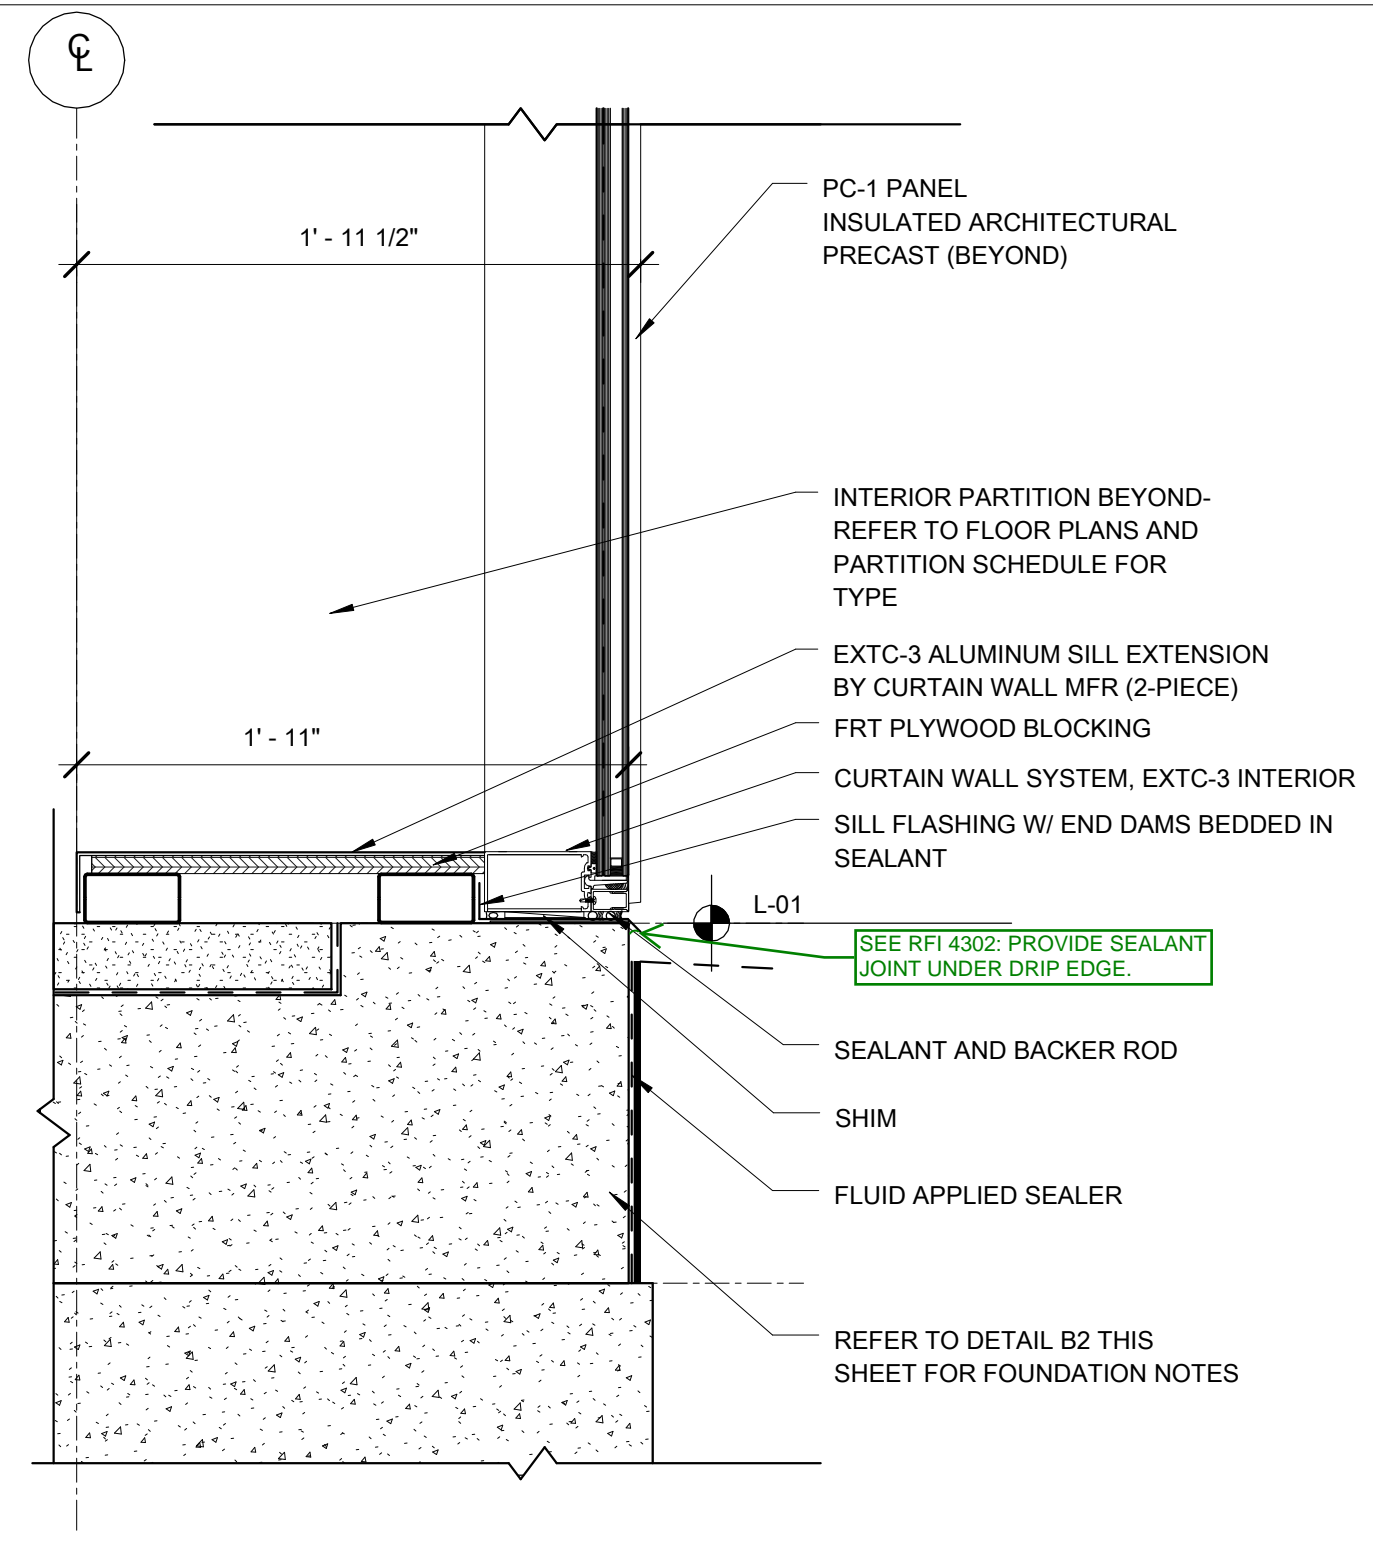 ℄
PC-1 PANEL
INSULATED ARCHITECTURAL
PRECAST (BEYOND)
1' - 11 1/2"
INTERIOR PARTITION BEYOND-
REFER TO FLOOR PLANS AND
PARTITION SCHEDULE FOR
TYPE
EXTC-3 ALUMINUM SILL EXTENSION
BY CURTAIN WALL MFR (2-PIECE)
FRT PLYWOOD BLOCKING
1' - 11"
CURTAIN WALL SYSTEM, EXTC-3 INTERIOR
SILL FLASHING W/ END DAMS BEDDED IN
SEALANT
L-01
SEE RFI 4302: PROVIDE SEALANT
JOINT UNDER DRIP EDGE.
SEALANT AND BACKER ROD
SHIM
FLUID APPLIED SEALER
REFER TO DETAIL B2 THIS
SHEET FOR FOUNDATION NOTES